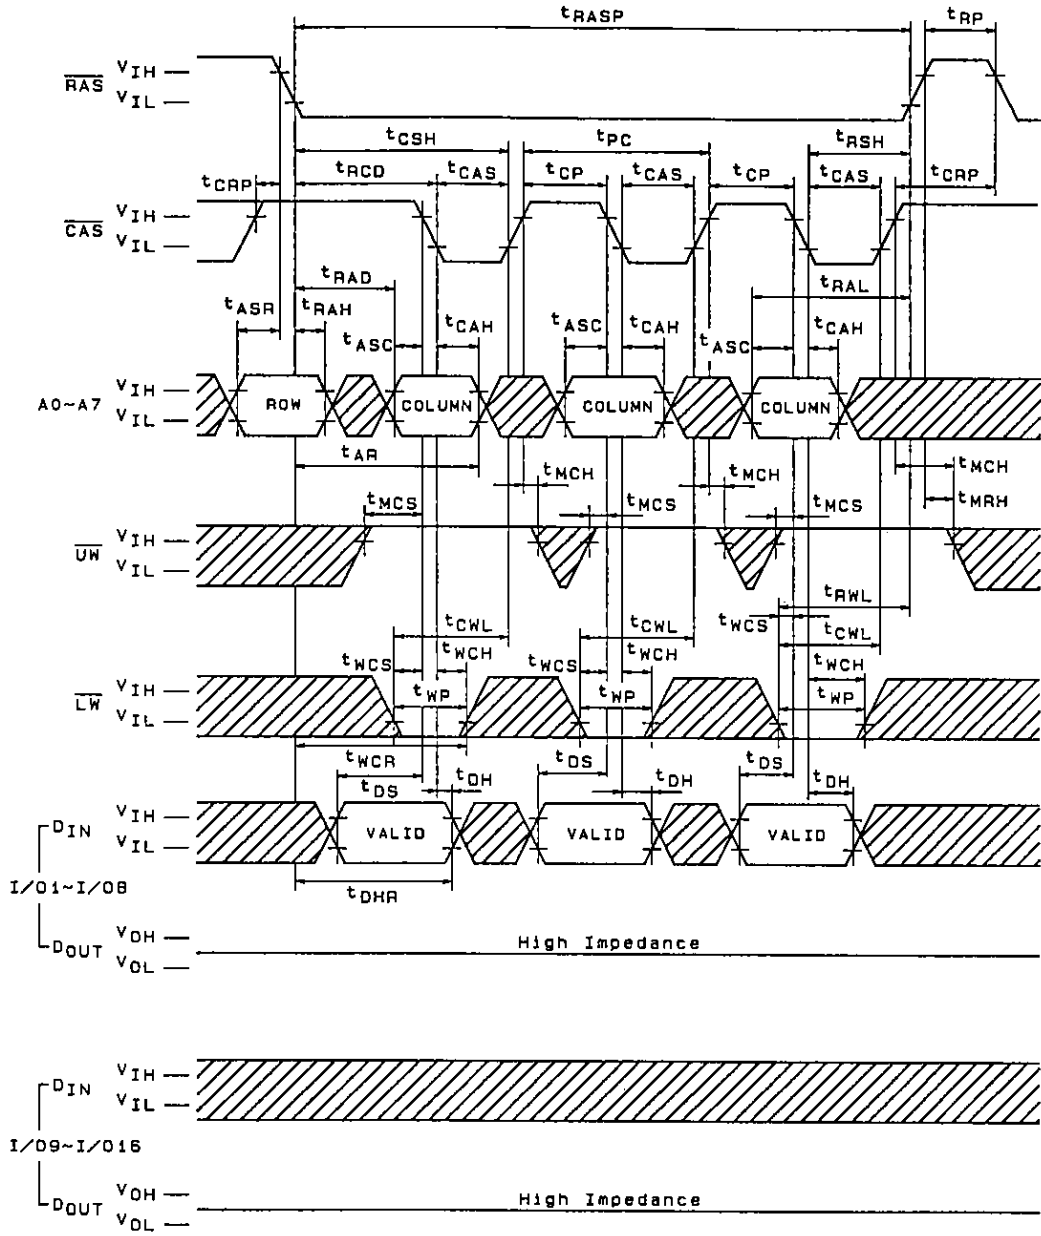 tRASP tRP
RAS VIH
VIL
tCSH tPC tRSH
tCRP tRCD tCAS tCP tCAS tCP tCAS tCRP
CAS VIH
VIL
tRAD tRAL
tASR tRAH tASC tCAH tASC tCAH tASC tCAH
A0~A7 VIH
VIL
ROW COLUMN COLUMN COLUMN
tAR tMCH tMCH tMCH
tMCS tMCS tMCS tMRH
UW VIH
VIL
tRWL
tCWL tCWL tWCS tCWL
tWCS tWCH tWCS tWCH tWCH
tWP tWP tWP
LW VIH
VIL
tWCR tDS tDS
tDS tDH tDH tDH
DIN VIH
VIL
VALID VALID VALID
I/O1~I/O8
tDHR
DOUT VOH
VOL
High Impedance
DIN VIH
VIL
I/O9~I/O16
DOUT VOH
VOL
High Impedance